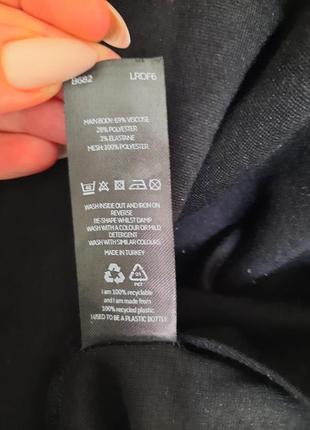 B682 LRDF6
MAIN BODY: 69% VISCOSE
28% POLYESTER
3% ELASTANE
MESH: 100% POLYESTER
WASH INSIDE OUT AND IRON ON
REVERSE
RE-SHAPE WHILST DAMP
WASH WITH A COLOUR OR MILD
DETERGENT
WASH WITH SIMILAR COLOURS
MADE IN TURKEY
01
PET
I am 100% recyclable
and I am made from
100% recycled plastic
I USED TO BE A PLASTIC BOTTLE